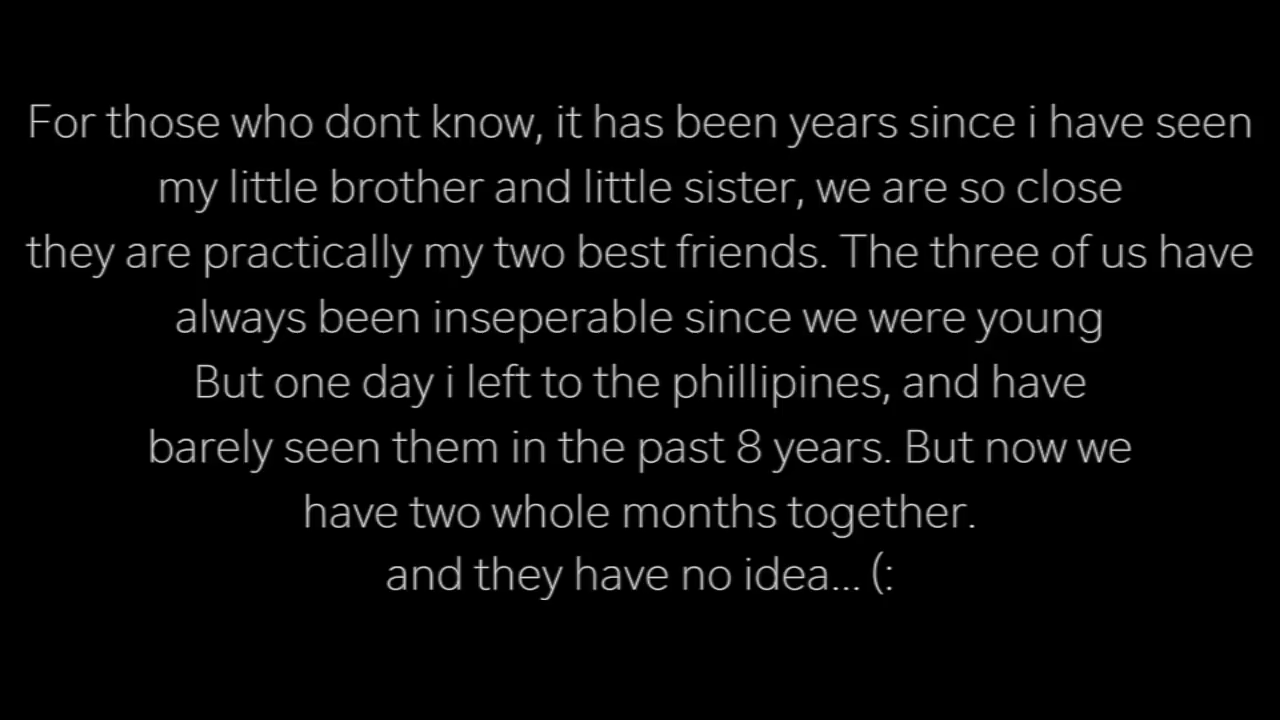 For those who dont know, it has been years since i have seen
my little brother and little sister, we are so close
they are practically my two best friends. The three of us have
always been inseperable since we were young
But one day i left to the phillipines, and have
barely seen them in the past 8 years. But now we
have two whole months together.
and they have no idea... (: